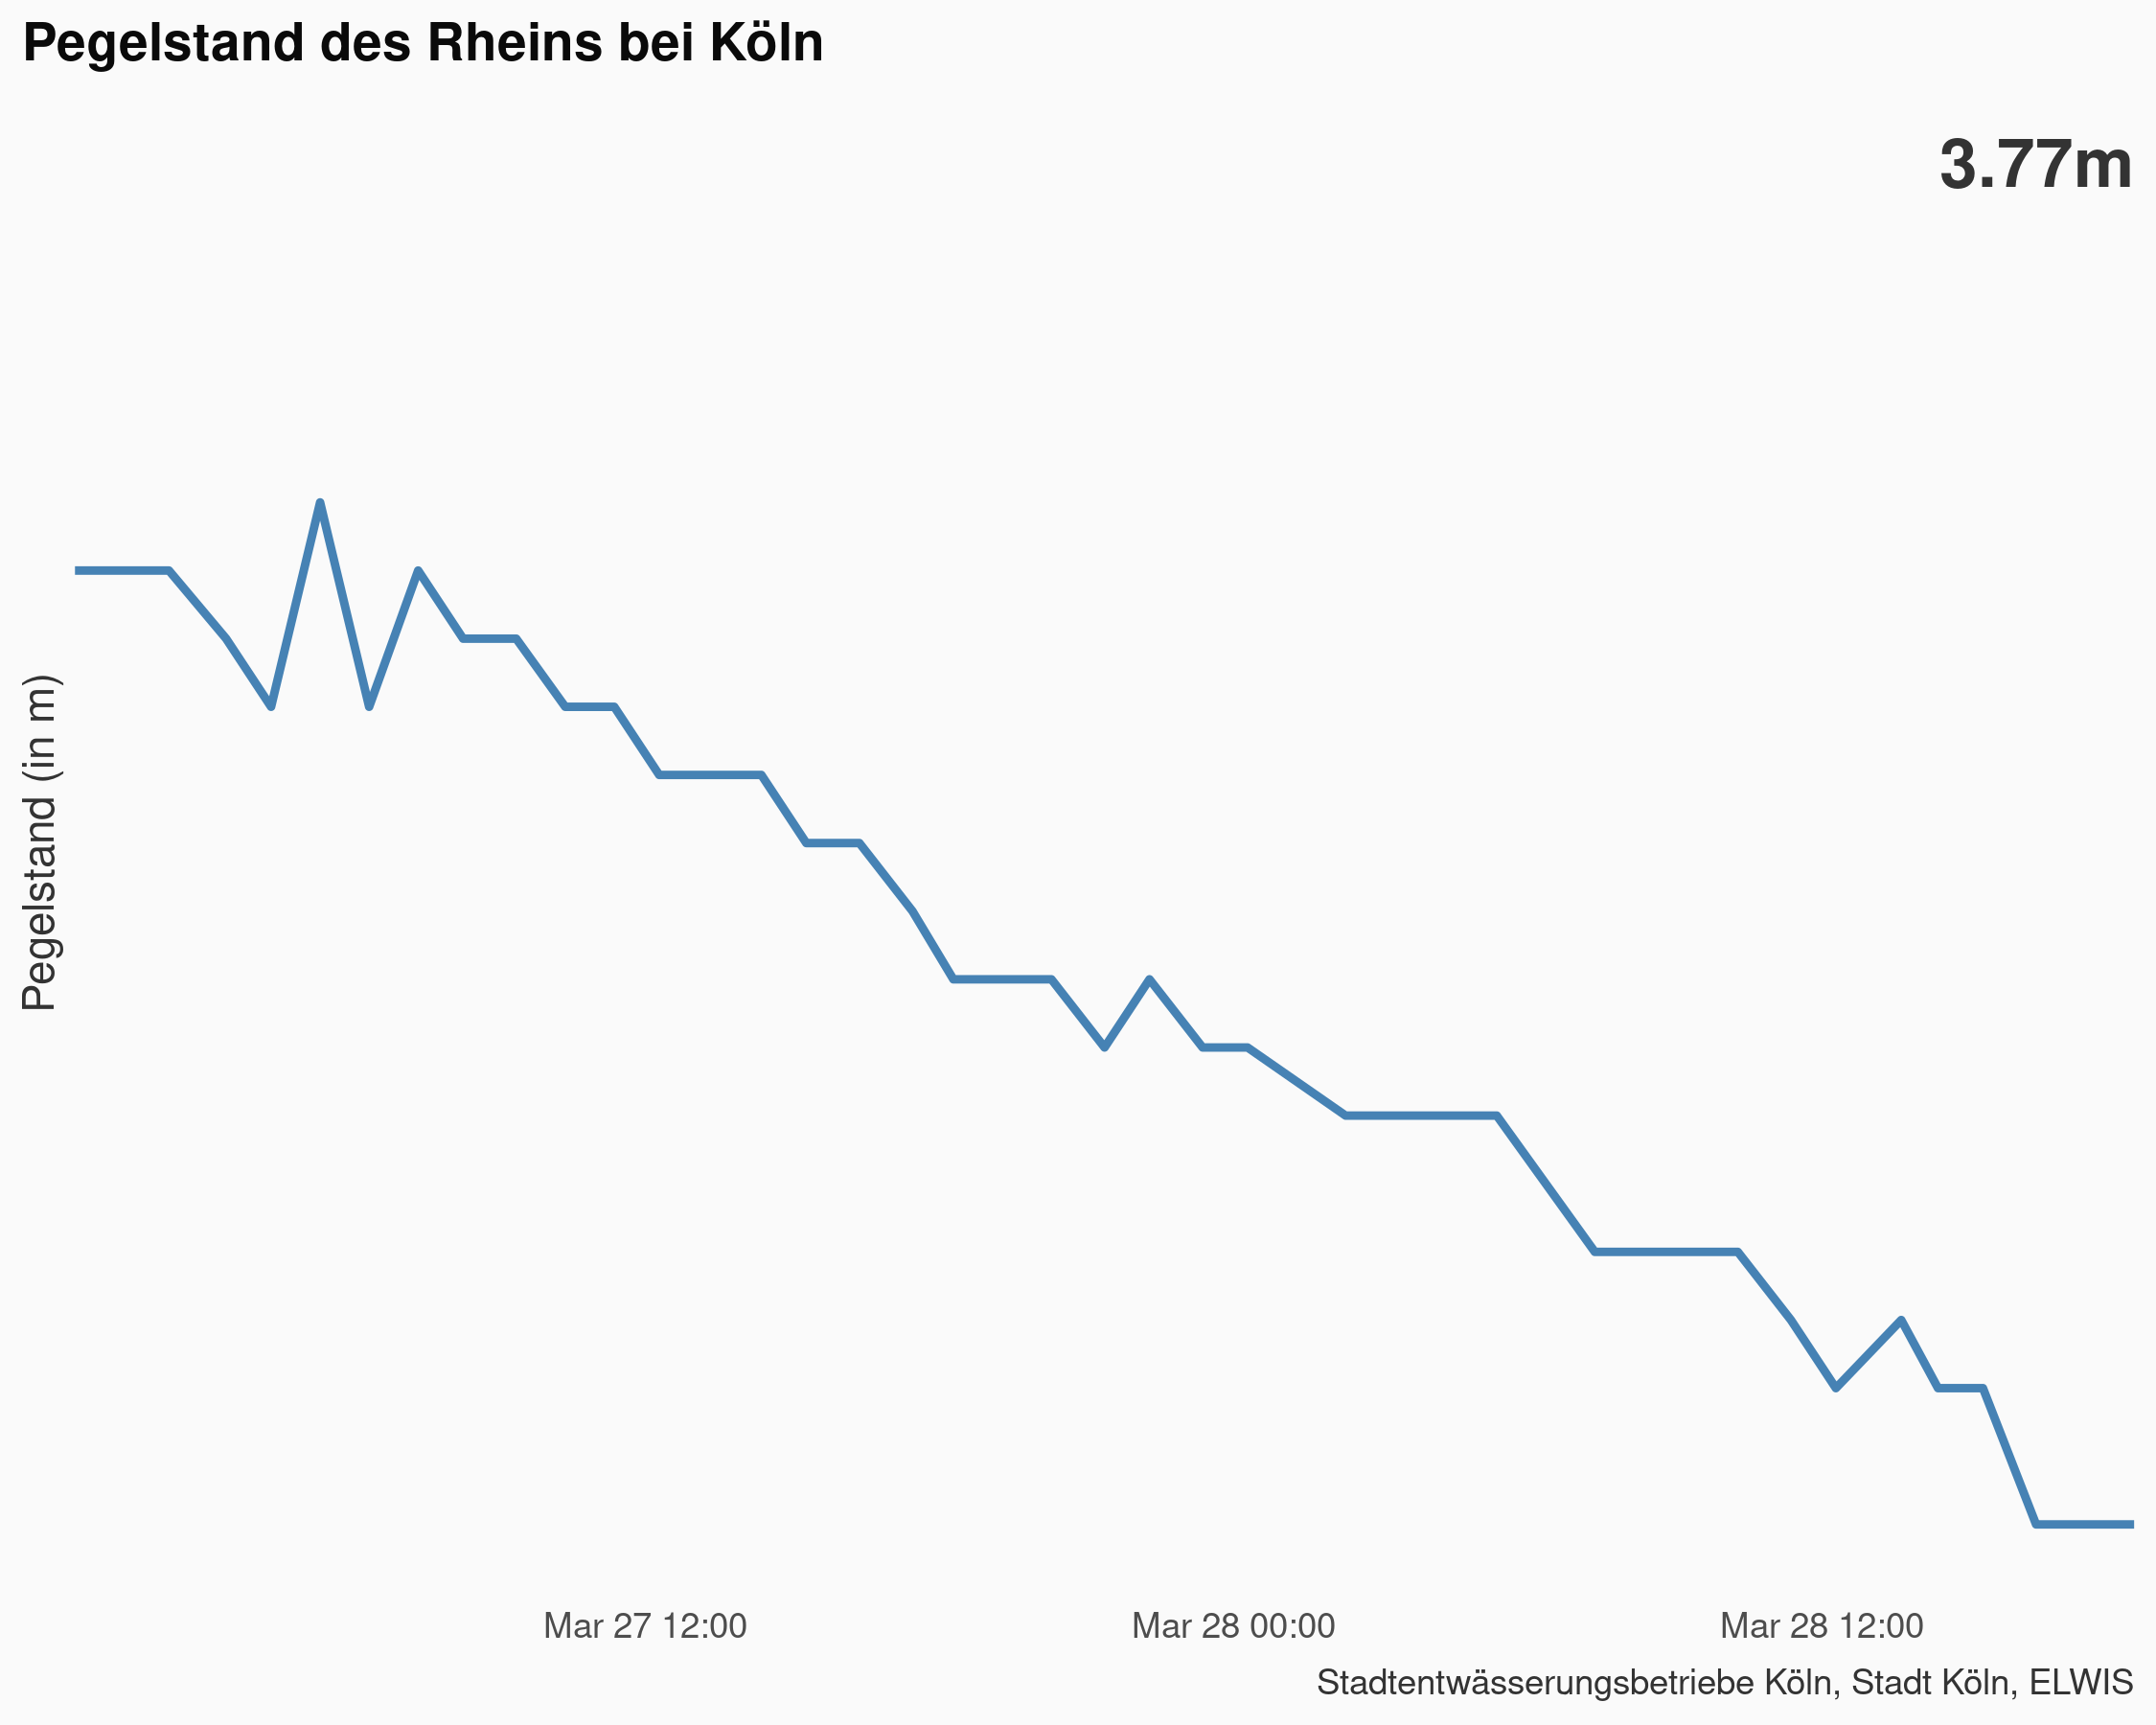 Pegelstand des Rheins bei Köln
3.77m
Pegelstand (in m)
Mar 27 12:00
Mar 28 00:00
Mar 28 12:00
Stadtentwässerungsbetriebe Köln, Stadt Köln, ELWIS